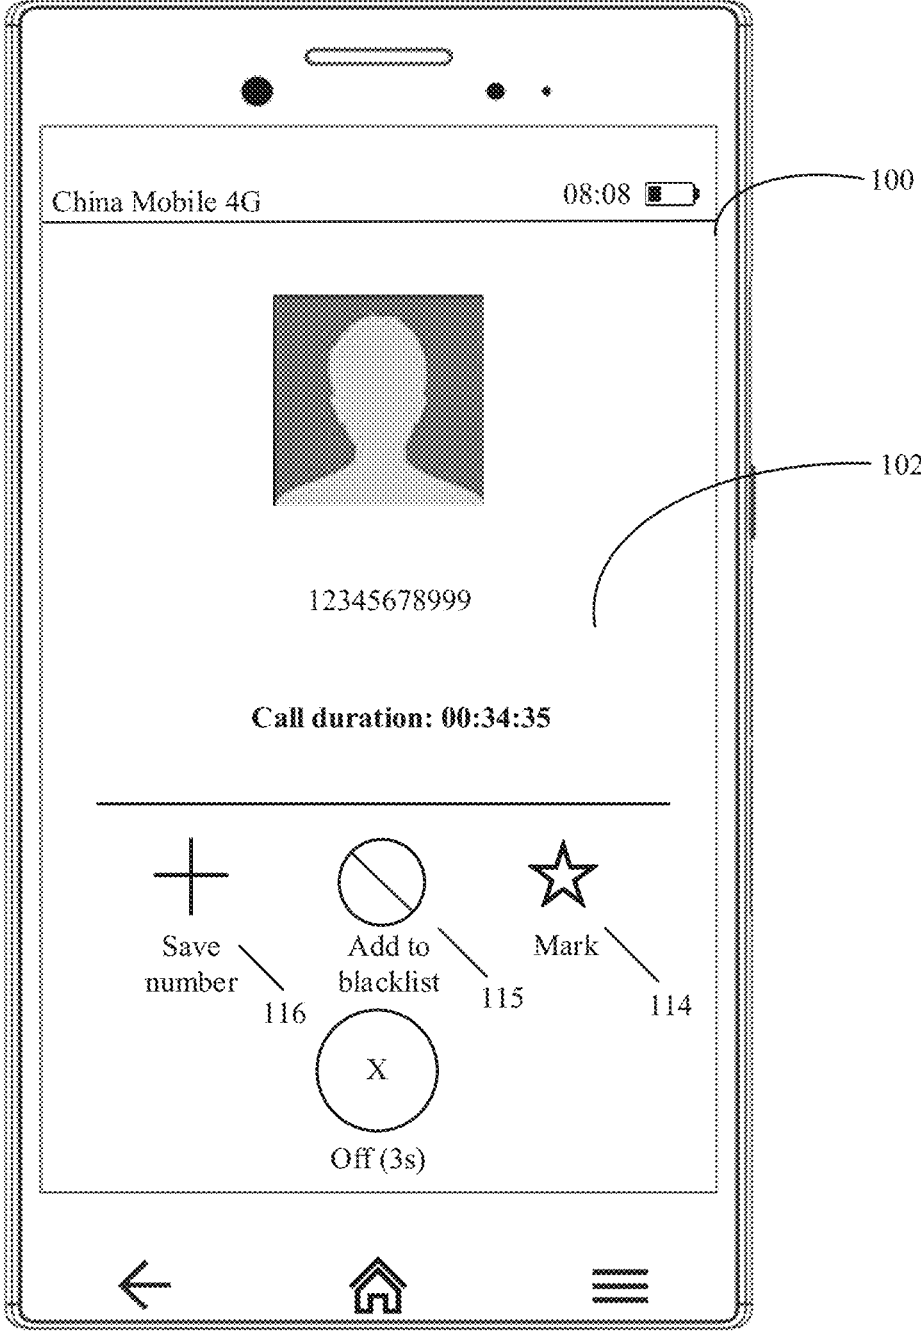 China Mobile 4G 08:08
100
102
12345678999
Call duration: 00:34:35
Save
number
Add to
blacklist
Mark
116
115
114
X
Off (3s)